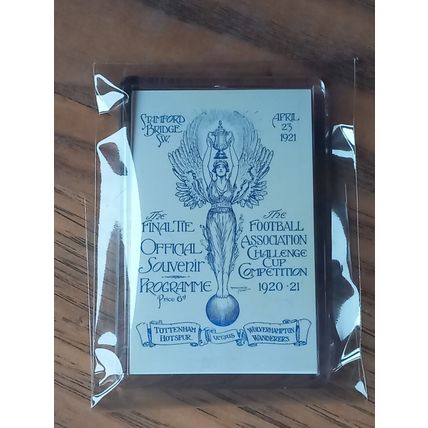 STAMFORD
BRIDGE
S.W.
APRIL
23
1921
The
FINAL TIE
OFFICIAL
SOUVENIR
PROGRAMME
Price 6D
The
FOOTBALL
ASSOCIATION
CHALLENGE
CUP
COMPETITION
1920·21
TOTTENHAM
HOTSPUR
VERSUS
WOLVERHAMPTON
WANDERERS